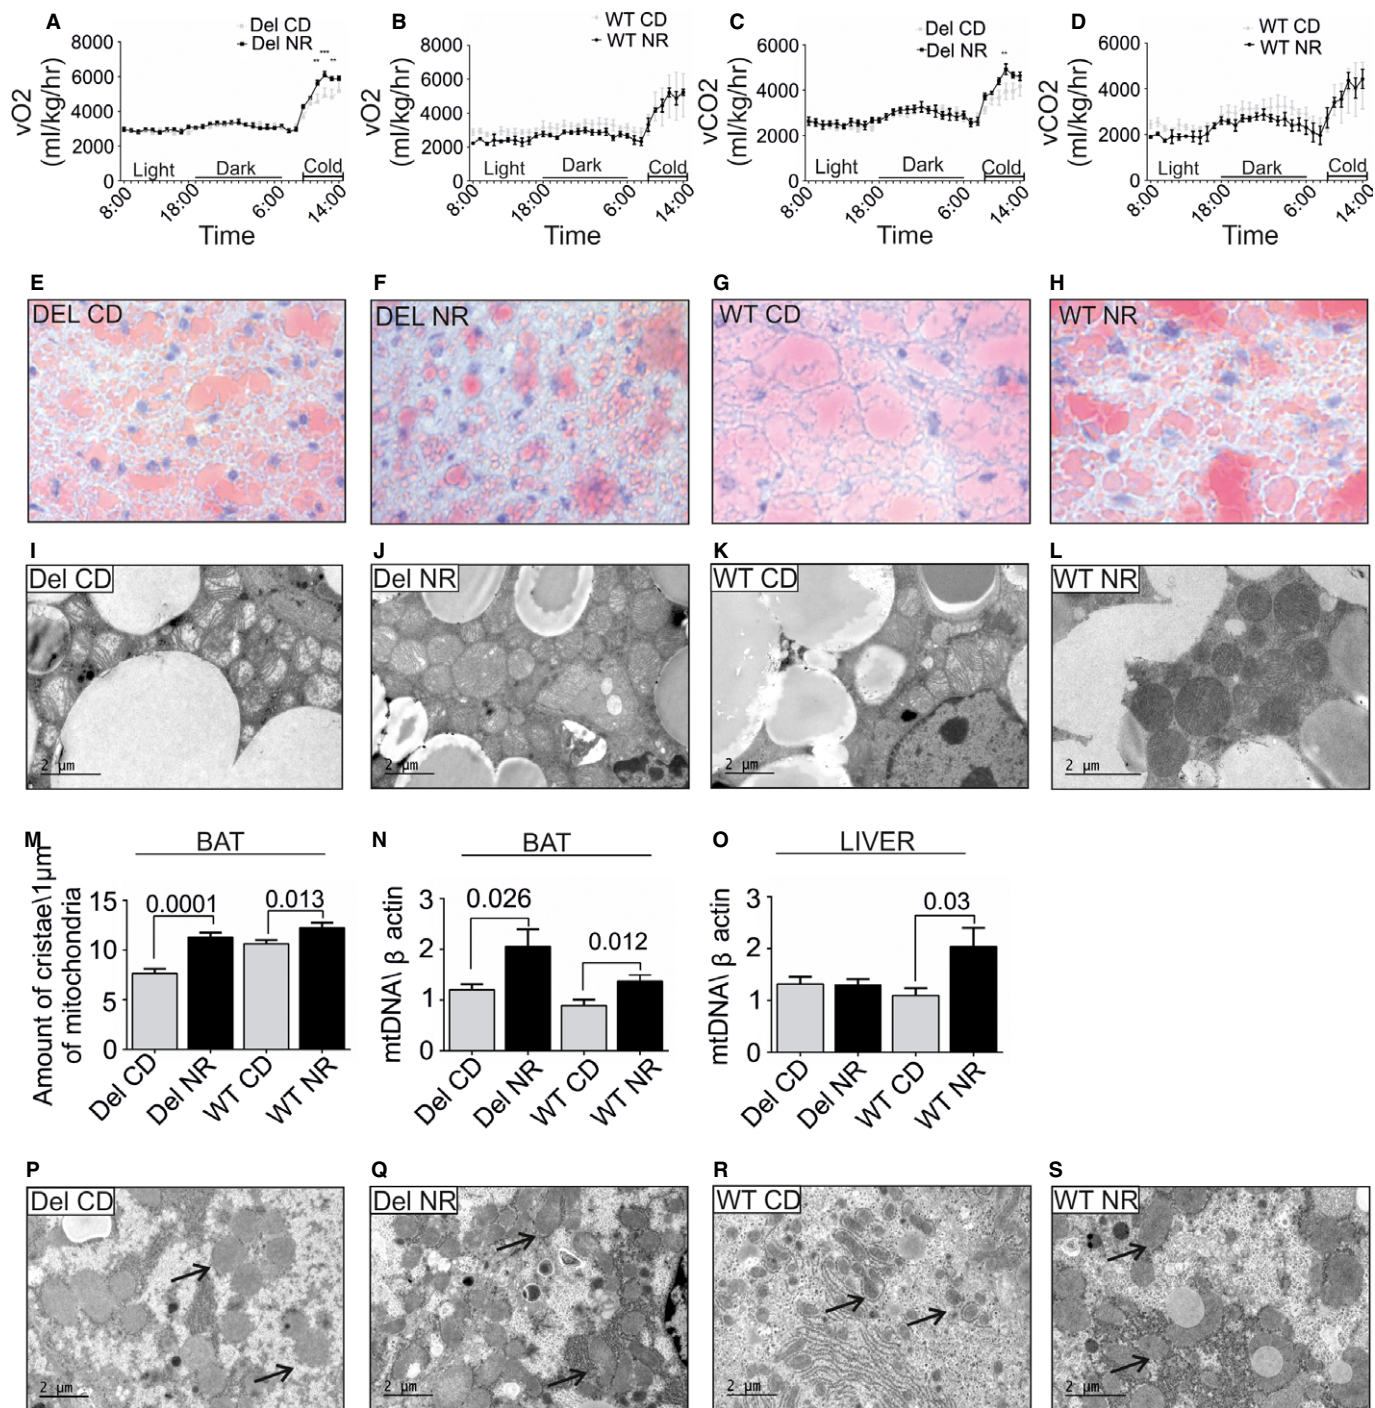 A
Del CD
Del NR
** *** **
8000
6000
4000
2000
0
vO2
(ml/kg/hr)
Light Dark Cold
8:00 18:00 6:00 14:00
Time
B
WT CD
WT NR
8000
6000
4000
2000
0
vO2
(ml/kg/hr)
Light Dark Cold
8:00 18:00 6:00 14:00
Time
C
Del CD
Del NR
**
6000
4000
2000
0
vCO2
(ml/kg/hr)
Light Dark Cold
8:00 18:00 6:00 14:00
Time
D
WT CD
WT NR
6000
4000
2000
0
vCO2
(ml/kg/hr)
Light Dark Cold
8:00 18:00 6:00 14:00
Time
E
DEL CD
F
DEL NR
G
WT CD
H
WT NR
I
Del CD
2 µm
J
Del NR
2 µm
K
WT CD
2 µm
L
WT NR
2 µm
M
BAT
Amount of cristae\1µm
of mitochondria
15
10
5
0
0.0001
0.013
Del CD
Del NR
WT CD
WT NR
N
BAT
mtDNA\ β actin
3
2
1
0
0.026
0.012
Del CD
Del NR
WT CD
WT NR
O
LIVER
mtDNA\ β actin
3
2
1
0
0.03
Del CD
Del NR
WT CD
WT NR
P
Del CD
2 µm
Q
Del NR
2 µm
R
WT CD
2 µm
S
WT NR
2 µm